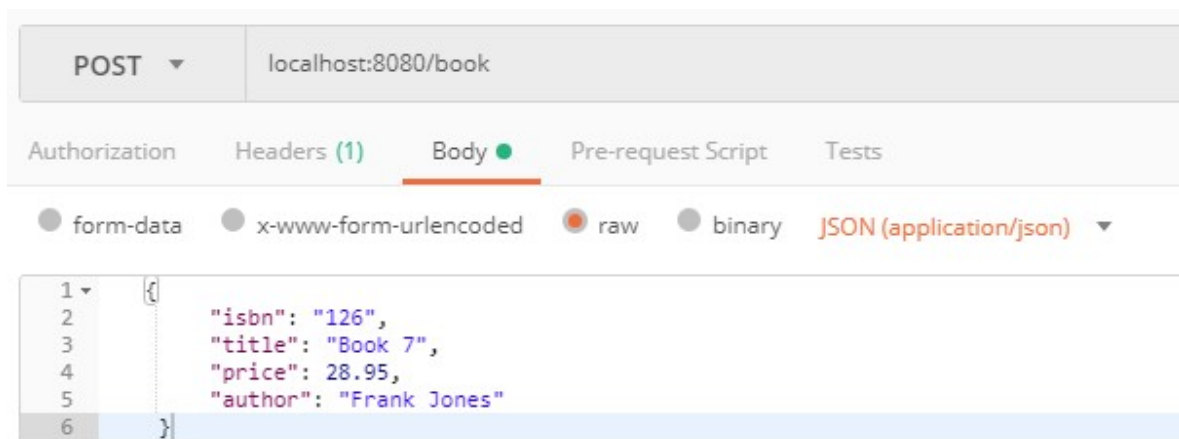 POST localhost:8080/book
Authorization Headers (1) Body Pre-request Script Tests
form-data x-www-form-urlencoded raw binary JSON (application/json)
1 {
2 "isbn": "126",
3 "title": "Book 7",
4 "price": 28.95,
5 "author": "Frank Jones"
6 }